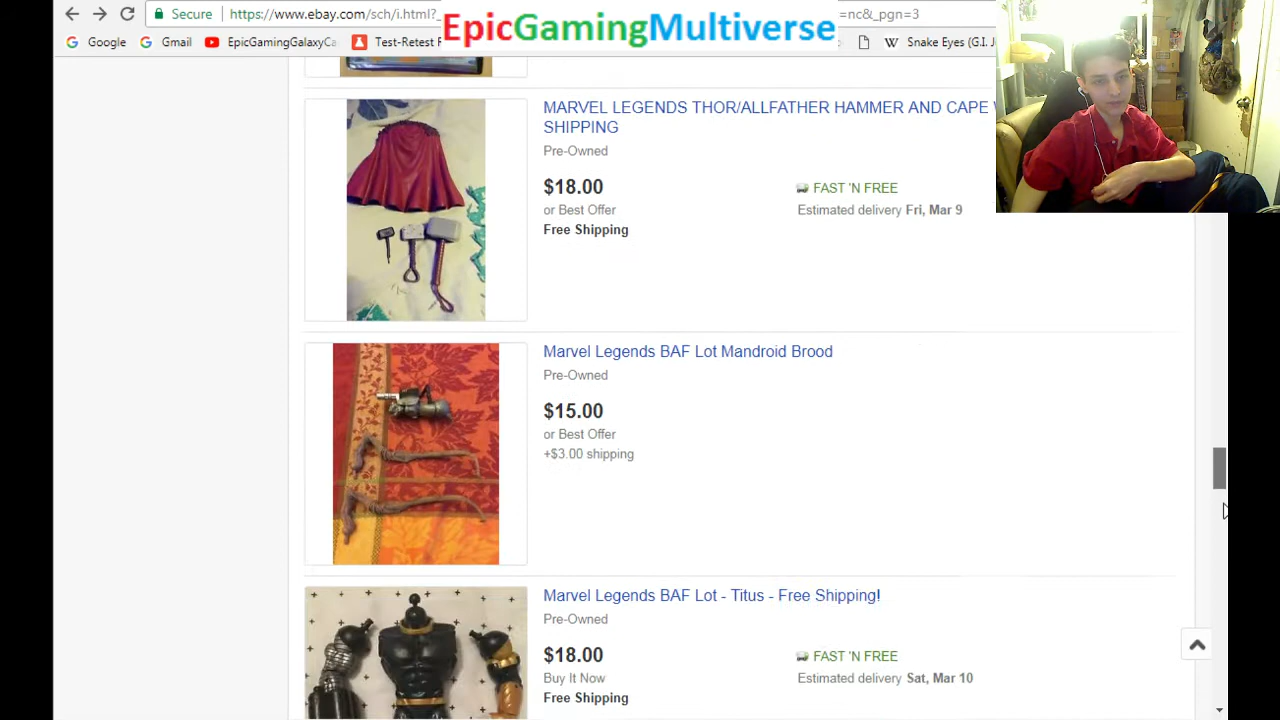 Secure
https://www.ebay.com/sch/i.html?_
=nc&_pgn=3
EpicGamingMultiverse
Google
Gmail
EpicGamingGalaxyCa
Test-Retest F
Snake Eyes (G.I. J
MARVEL LEGENDS THOR/ALLFATHER HAMMER AND CAPE
SHIPPING
Pre-Owned
$18.00
FAST 'N FREE
or Best Offer
Estimated delivery Fri, Mar 9
Free Shipping
Marvel Legends BAF Lot Mandroid Brood
Pre-Owned
$15.00
or Best Offer
+$3.00 shipping
Marvel Legends BAF Lot - Titus - Free Shipping!
Pre-Owned
$18.00
FAST 'N FREE
Buy It Now
Estimated delivery Sat, Mar 10
Free Shipping